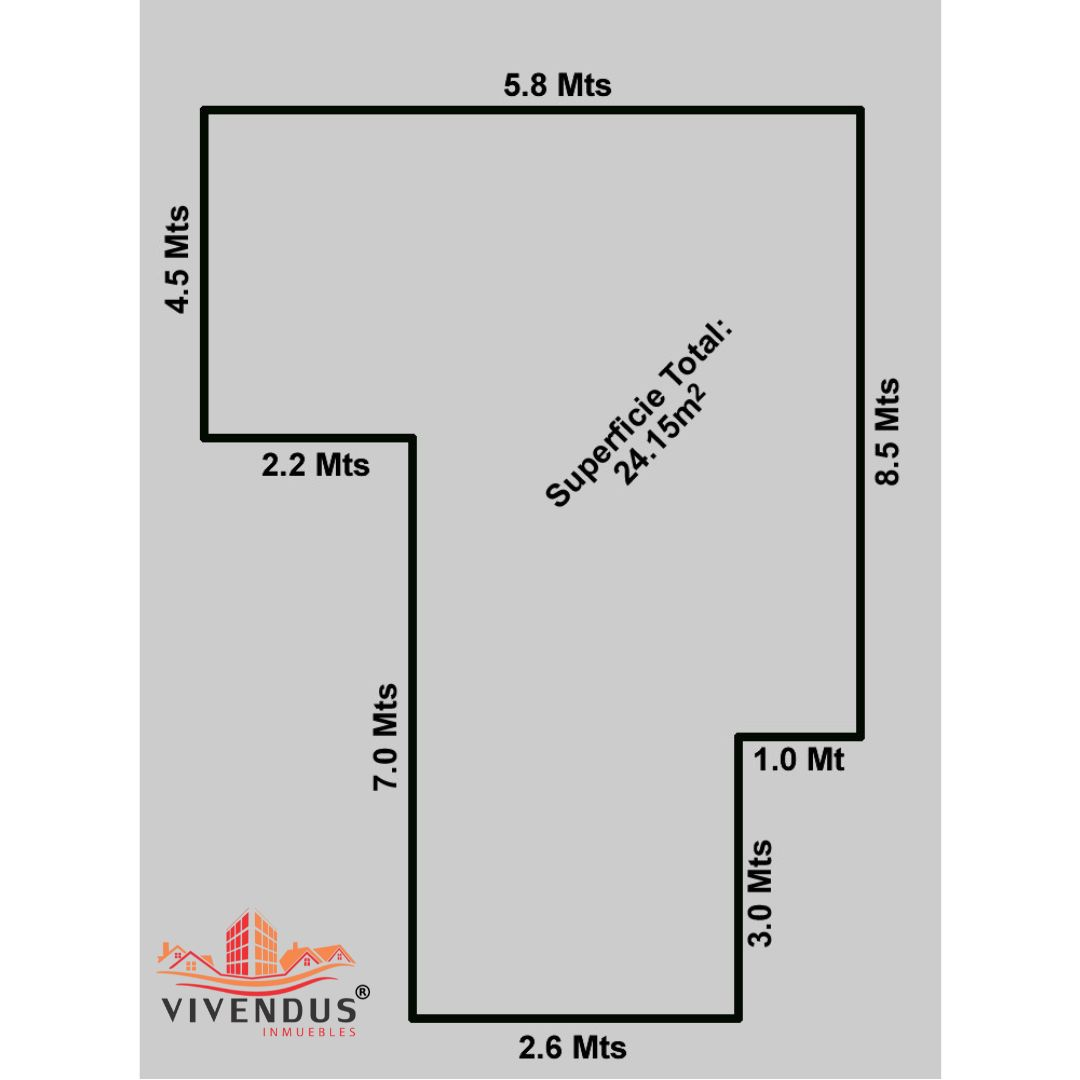 5.8 Mts
4.5 Mts
Superficie Total:
24.15m²
8.5 Mts
2.2 Mts
7.0 Mts
1.0 Mt
3.0 Mts
VIVENDUS®
INMUEBLES
2.6 Mts